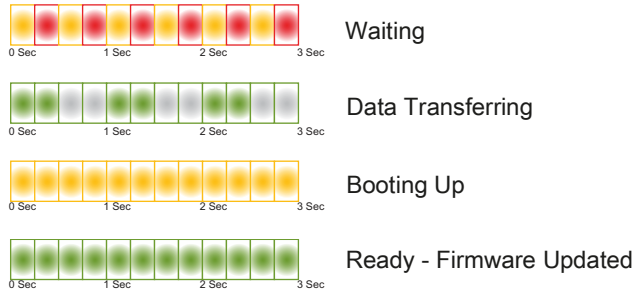 Waiting
0 Sec 1 Sec 2 Sec 3 Sec
Data Transferring
0 Sec 1 Sec 2 Sec 3 Sec
Booting Up
0 Sec 1 Sec 2 Sec 3 Sec
Ready - Firmware Updated
0 Sec 1 Sec 2 Sec 3 Sec